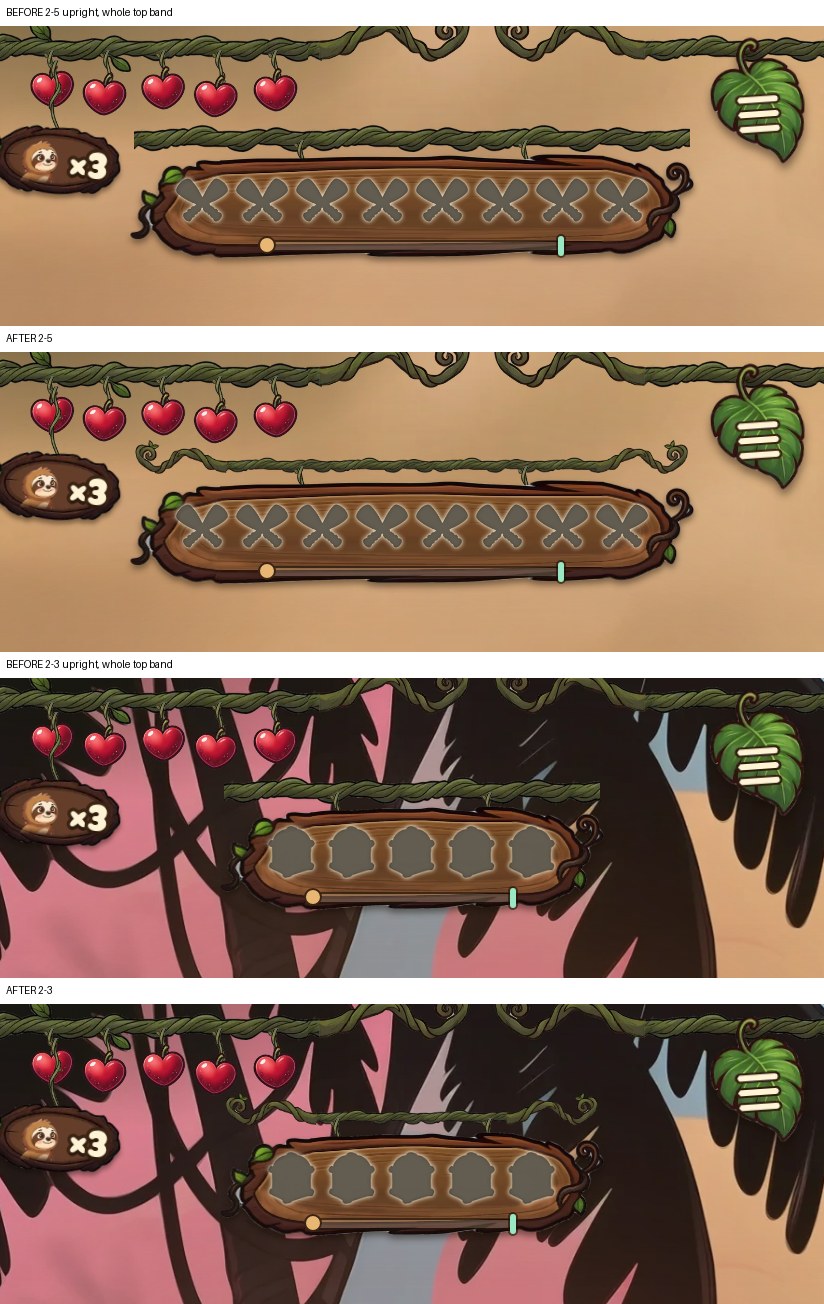 BEFORE 2-5 upright, whole top band
×3
AFTER 2-5
×3
BEFORE 2-3 upright, whole top band
×3
AFTER 2-3
×3